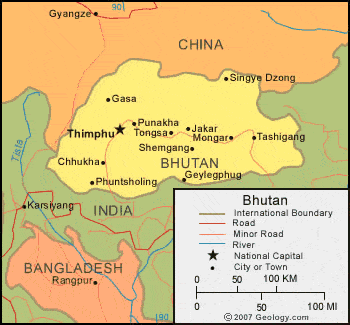 90
Gyangze
CHINA
Singye Dzong
Gasa
Punakha
Thimphu
Tongsa
Jakar
Mongar
Tashigang
Shemgang
Chhukha
BHUTAN
Phuntsholing
Geylegphug
Tista
Karsiyang
INDIA
BANGLADESH
Rangpur
90
Bhutan
International Boundary
Road
Minor Road
River
National Capital
City or Town
0 50 100 KM
0 50 100 MI
© 2007 Geology.com